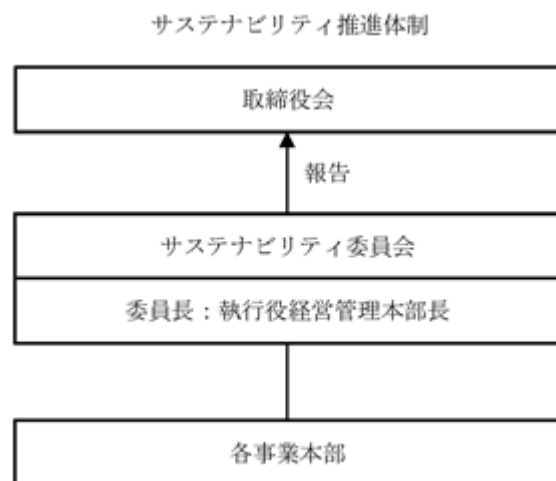 サステナビリティ推進体制
取締役会
報告
サステナビリティ委員会
委員長：執行役経営管理本部長
各事業本部